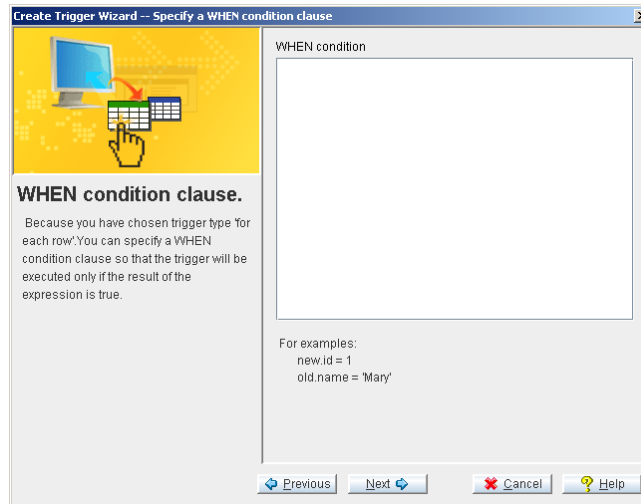 Create Trigger Wizard -- Specify a WHEN condition clause
WHEN condition clause.
Because you have chosen trigger type 'for
each row'.You can specify a WHEN
condition clause so that the trigger will be
executed only if the result of the
expression is true.
WHEN condition
For examples:
new.id = 1
old.name = 'Mary'
Previous
Next
Cancel
Help